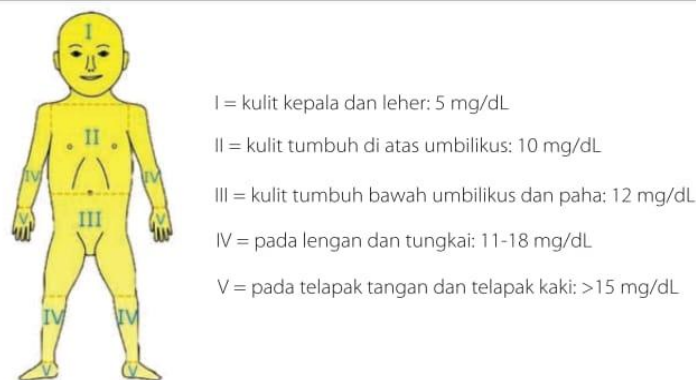 I
II
IV
IV
V
III
V
IV
IV
V
V
I = kulit kepala dan leher: 5 mg/dL
II = kulit tumbuh di atas umbilikus: 10 mg/dL
III = kulit tumbuh bawah umbilikus dan paha: 12 mg/dL
IV = pada lengan dan tungkai: 11-18 mg/dL
V = pada telapak tangan dan telapak kaki: >15 mg/dL